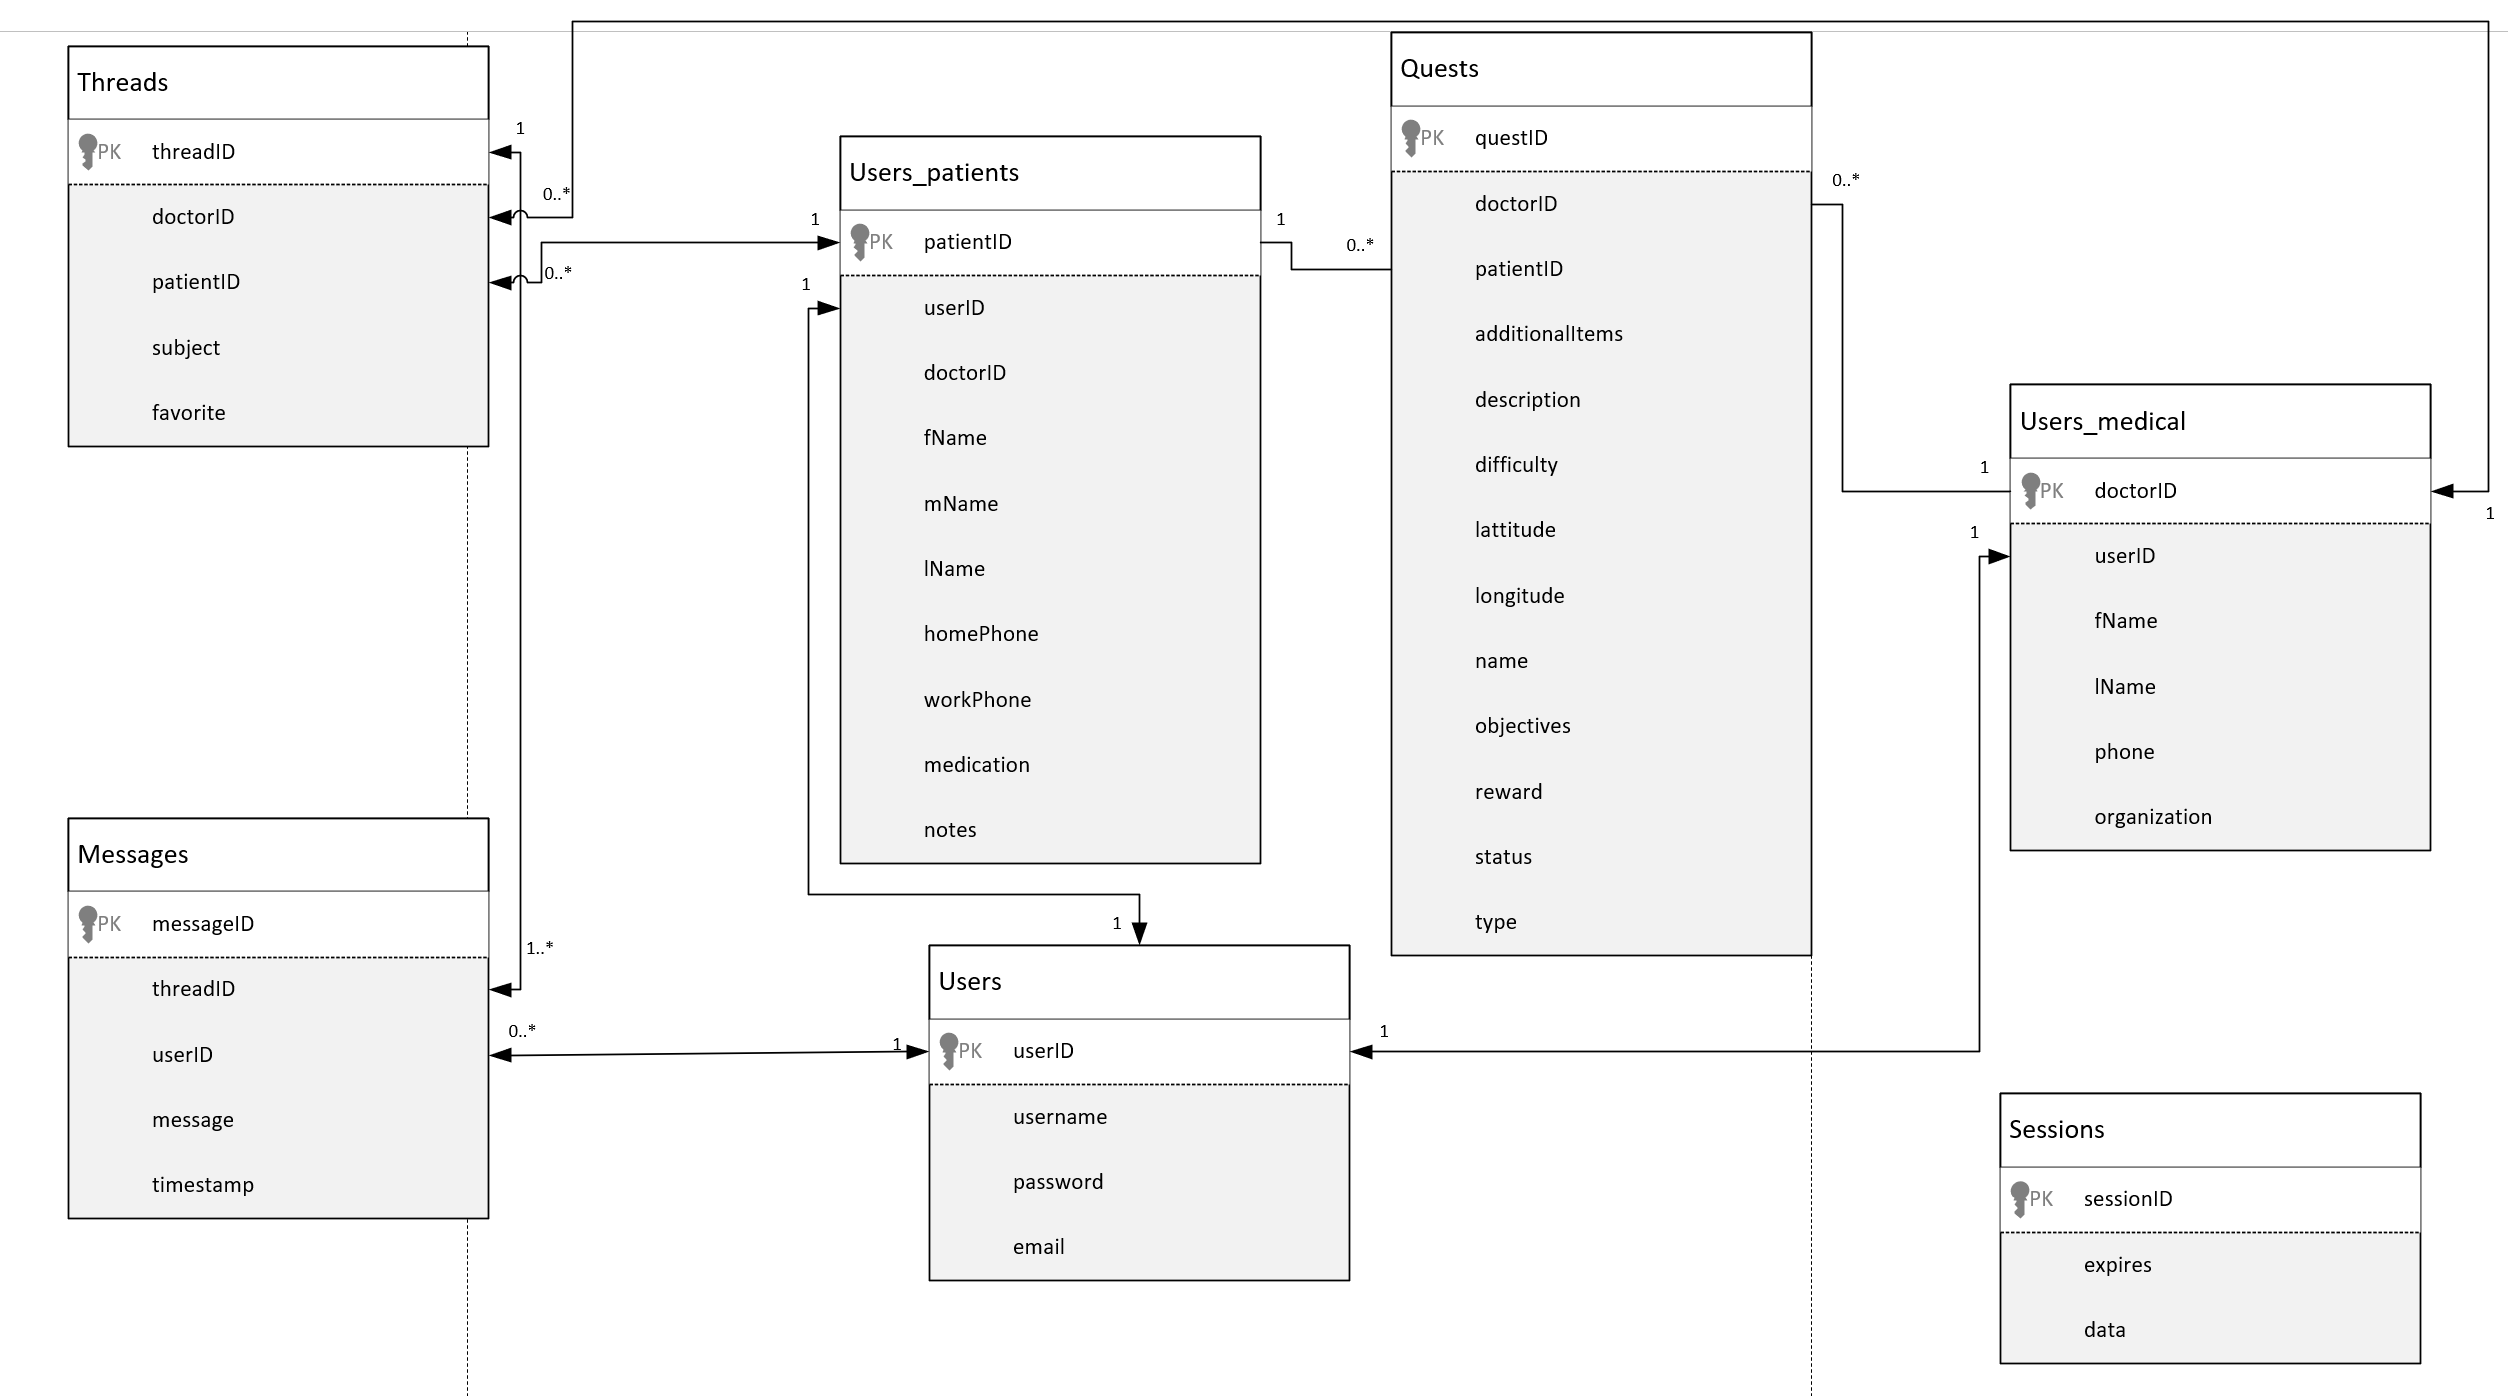 Threads
PK threadID
doctorID
patientID
subject
favorite
1
0..*
0..*
1
1
Users_patients
PK patientID
userID
doctorID
fName
mName
lName
homePhone
workPhone
medication
notes
1
0..*
Quests
PK questID
doctorID
patientID
additionalItems
description
difficulty
lattitude
longitude
name
objectives
reward
status
type
0..*
1
1
1
Users_medical
PK doctorID
userID
fName
lName
phone
organization
Messages
PK messageID
threadID
userID
message
timestamp
1..*
0..*
1
1
1
Users
PK userID
username
password
email
Sessions
PK sessionID
expires
data